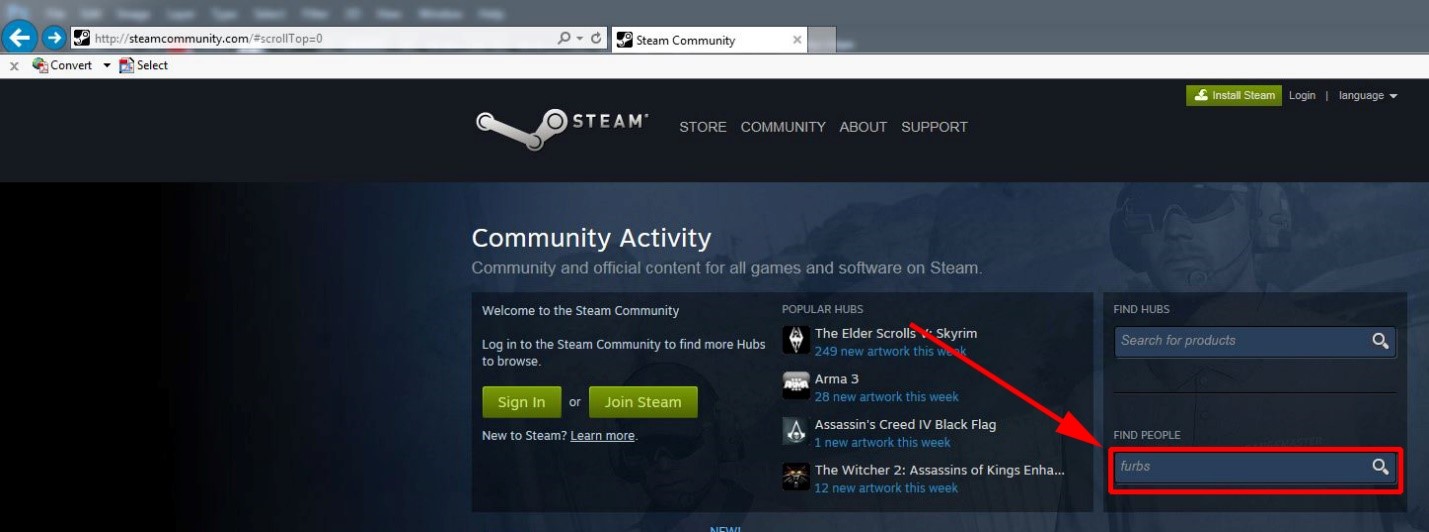 http://steamcommunity.com/#scrollTop=0
Steam Community
x Convert Select
Install Steam Login | language
STEAM STORE COMMUNITY ABOUT SUPPORT
Community Activity
Community and official content for all games and software on Steam.
Welcome to the Steam Community
Log in to the Steam Community to find more Hubs
to browse.
Sign In or Join Steam
New to Steam? Learn more.
POPULAR HUBS
The Elder Scrolls V: Skyrim
249 new artwork this week
Arma 3
28 new artwork this week
Assassin's Creed IV Black Flag
1 new artwork this week
The Witcher 2: Assassins of Kings Enha...
12 new artwork this week
FIND HUBS
Search for products
FIND PEOPLE
furbs
NEW!